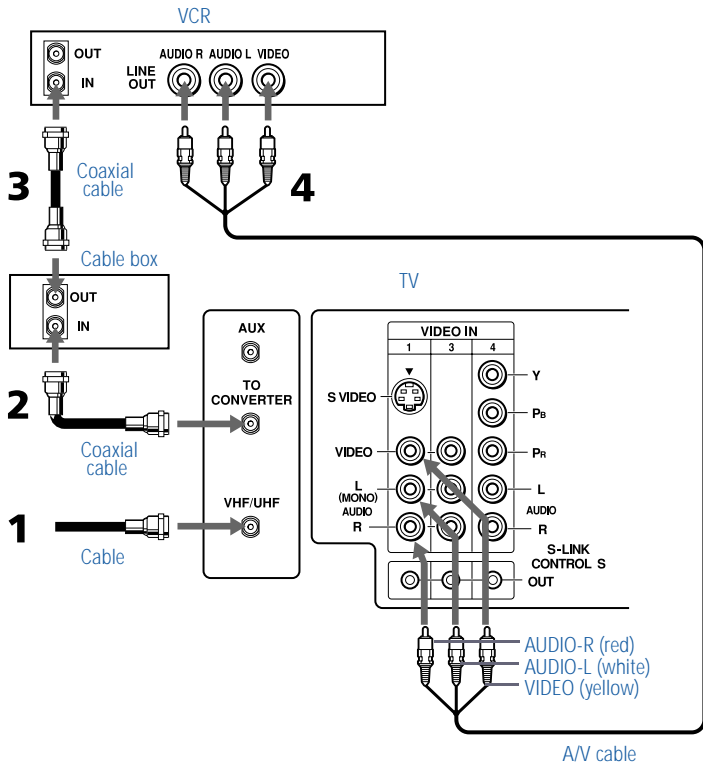 VCR
OUT
IN
LINE OUT
AUDIO R AUDIO L VIDEO
3
Coaxial
cable
4
Cable box
OUT
IN
2
Coaxial
cable
1
Cable
AUX
TO
CONVERTER
VHF/UHF
TV
VIDEO IN
1 3 4
S VIDEO
Y
PB
VIDEO
PR
L
(MONO)
AUDIO
R
L
AUDIO
R
S-LINK
CONTROL S
OUT
AUDIO-R (red)
AUDIO-L (white)
VIDEO (yellow)
A/V cable